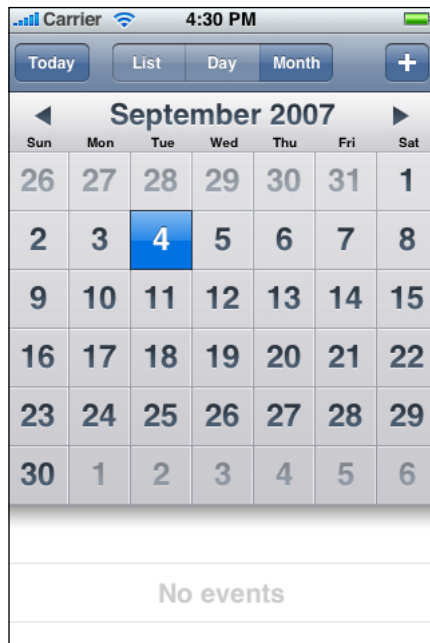 Carrier 4:30 PM
Today List Day Month +
September 2007
Sun Mon Tue Wed Thu Fri Sat
26 27 28 29 30 31 1
2 3 4 5 6 7 8
9 10 11 12 13 14 15
16 17 18 19 20 21 22
23 24 25 26 27 28 29
30 1 2 3 4 5 6
No events